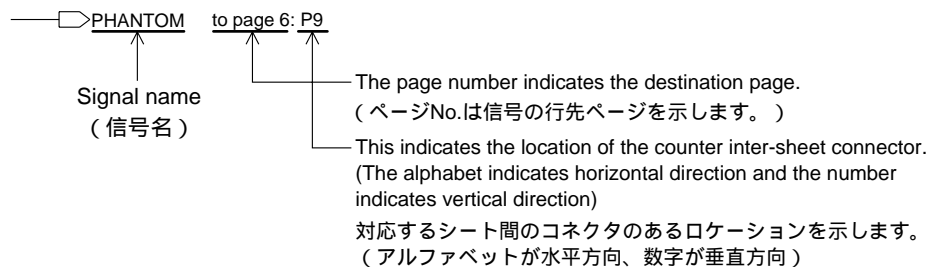 PHANTOM to page 6: P9
Signal name
（信号名）
The page number indicates the destination page.
（ページNo.は信号の行先ページを示します。）
This indicates the location of the counter inter-sheet connector.
(The alphabet indicates horizontal direction and the number
indicates vertical direction)
対応するシート間のコネクタのあるロケーションを示します。
（アルファベットが水平方向、数字が垂直方向）